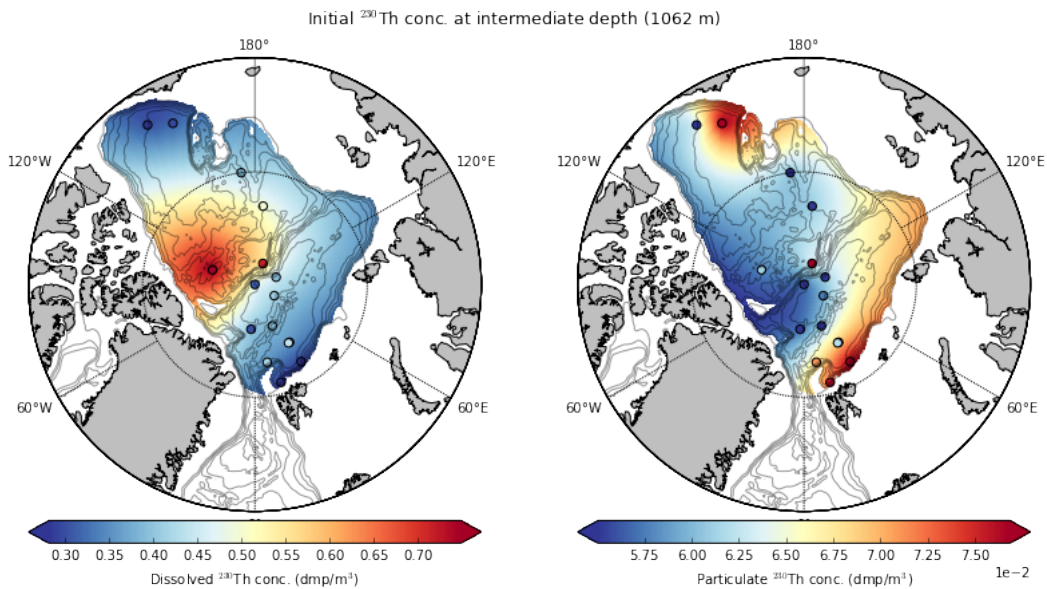 Initial ²³⁰Th conc. at intermediate depth (1062 m)
180°
180°
120°W
120°E
120°W
120°E
60°W
60°E
60°W
60°E
0.30 0.35 0.40 0.45 0.50 0.55 0.60 0.65 0.70
Dissolved ²³⁰Th conc. (dmp/m³)
5.75 6.00 6.25 6.50 6.75 7.00 7.25 7.50
1e−2
Particulate ²³⁰Th conc. (dmp/m³)